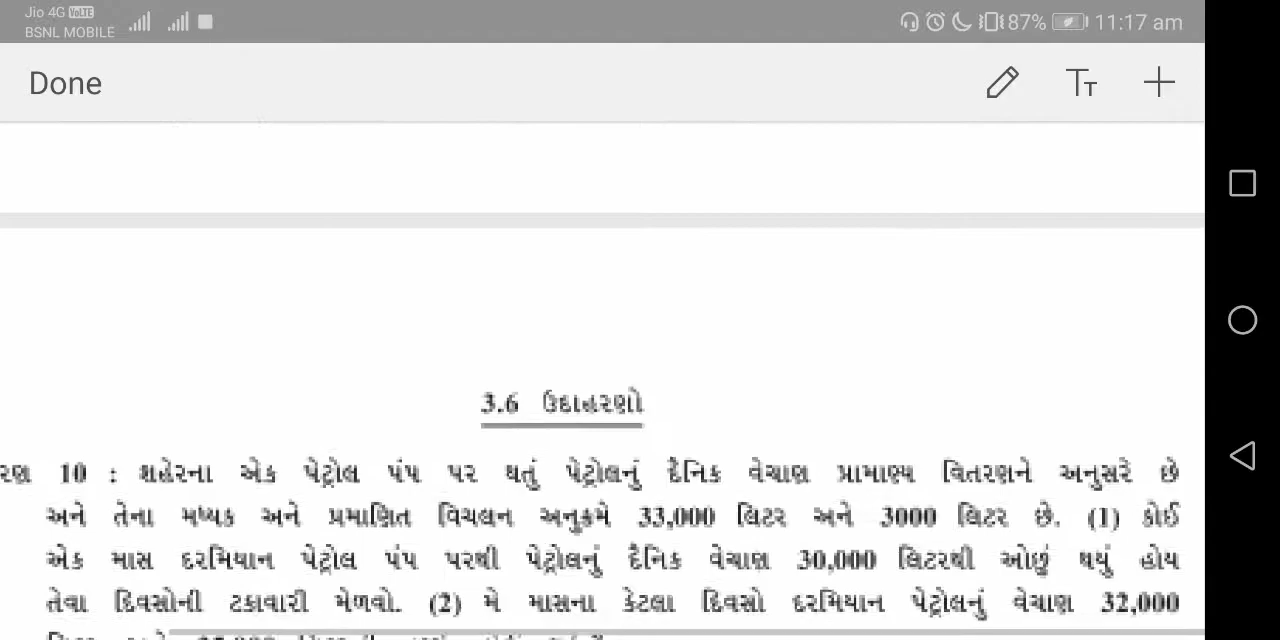 Jio 4G VoLTE
BSNL MOBILE
87%
11:17 am
Done
3.6 ઉદાહરણો
રણ 10 : શહેરના એક પેટ્રોલ પંપ પર થતું પેટ્રોલનું દૈનિક વેચાણ પ્રામાણ્ય વિતરણને અનુસરે છે
અને તેના મધ્યક અને પ્રમાણિત વિચલન અનુક્રમે 33,000 લિટર અને 3000 લિટર છે. (1) કોઈ
એક માસ દરમિયાન પેટ્રોલ પંપ પરથી પેટ્રોલનું દૈનિક વેચાણ 30,000 લિટરથી ઓછું થયું હોય
તેવા દિવસોની ટકાવારી મેળવો. (2) મે માસના કેટલા દિવસો દરમિયાન પેટ્રોલનું વેચાણ 32,000